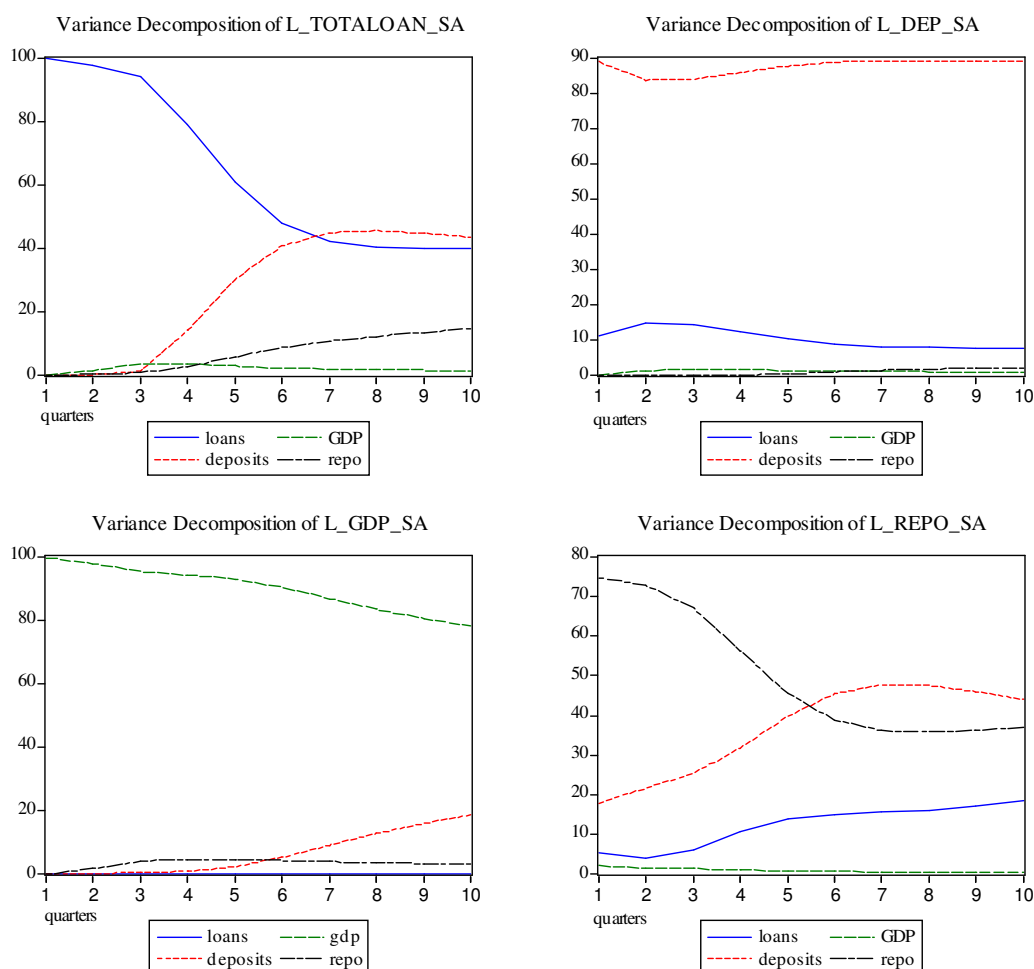 Variance Decomposition of L_TOTALOAN_SA
100
80
60
40
20
0
1 2 3 4 5 6 7 8 9 10
quarters
loans GDP
deposits repo
Variance Decomposition of L_DEP_SA
90
80
70
60
50
40
30
20
10
0
1 2 3 4 5 6 7 8 9 10
quarters
loans GDP
deposits repo
Variance Decomposition of L_GDP_SA
100
80
60
40
20
0
1 2 3 4 5 6 7 8 9 10
quarters
loans gdp
deposits repo
Variance Decomposition of L_REPO_SA
80
70
60
50
40
30
20
10
0
1 2 3 4 5 6 7 8 9 10
quarters
loans GDP
deposits repo